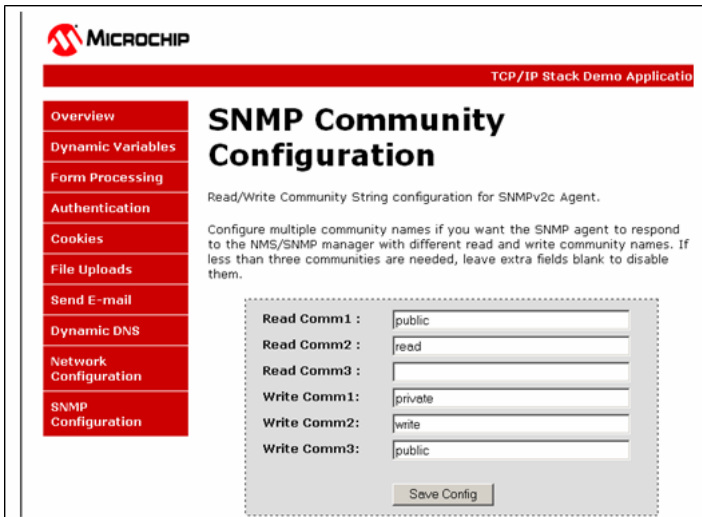 MICROCHIP
TCP/IP Stack Demo Applicatio
Overview
Dynamic Variables
Form Processing
Authentication
Cookies
File Uploads
Send E-mail
Dynamic DNS
Network
Configuration
SNMP
Configuration
SNMP Community
Configuration
Read/Write Community String configuration for SNMPv2c Agent.
Configure multiple community names if you want the SNMP agent to respond
to the NMS/SNMP manager with different read and write community names. If
less than three communities are needed, leave extra fields blank to disable
them.
Read Comm1 : public
Read Comm2 : read
Read Comm3 :
Write Comm1: private
Write Comm2: write
Write Comm3: public
Save Config